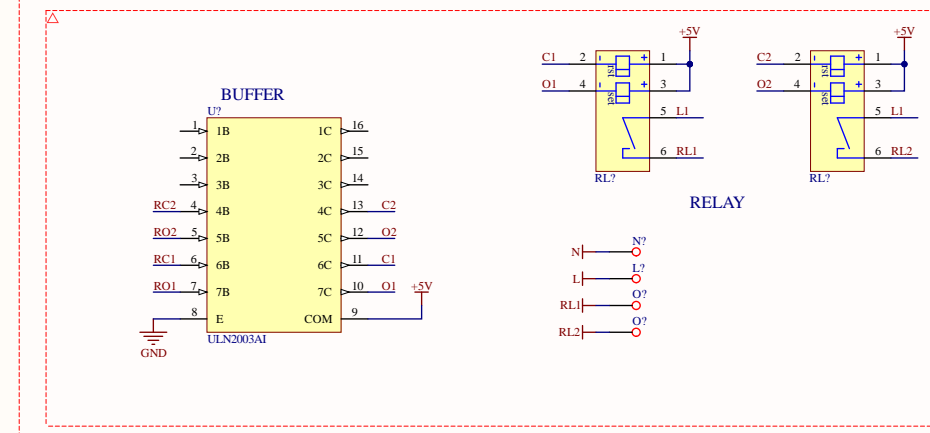 BUFFER
U?
1 1B 1C 16
2 2B 2C 15
3 3B 3C 14
RC2 4 4B 4C 13 C2
RO2 5 5B 5C 12 O2
RC1 6 6B 6C 11 C1
RO1 7 7B 7C 10 O1 +5V
8 E COM 9
ULN2003AI
GND
+5V
C1 2 - + 1
rst
O1 4 - + 3
set
5 L1
6 RL1
RL?
+5V
C2 2 - + 1
rst
O2 4 - + 3
set
5 L1
6 RL2
RL?
RELAY
N N?
L L?
RL1 O?
RL2 O?